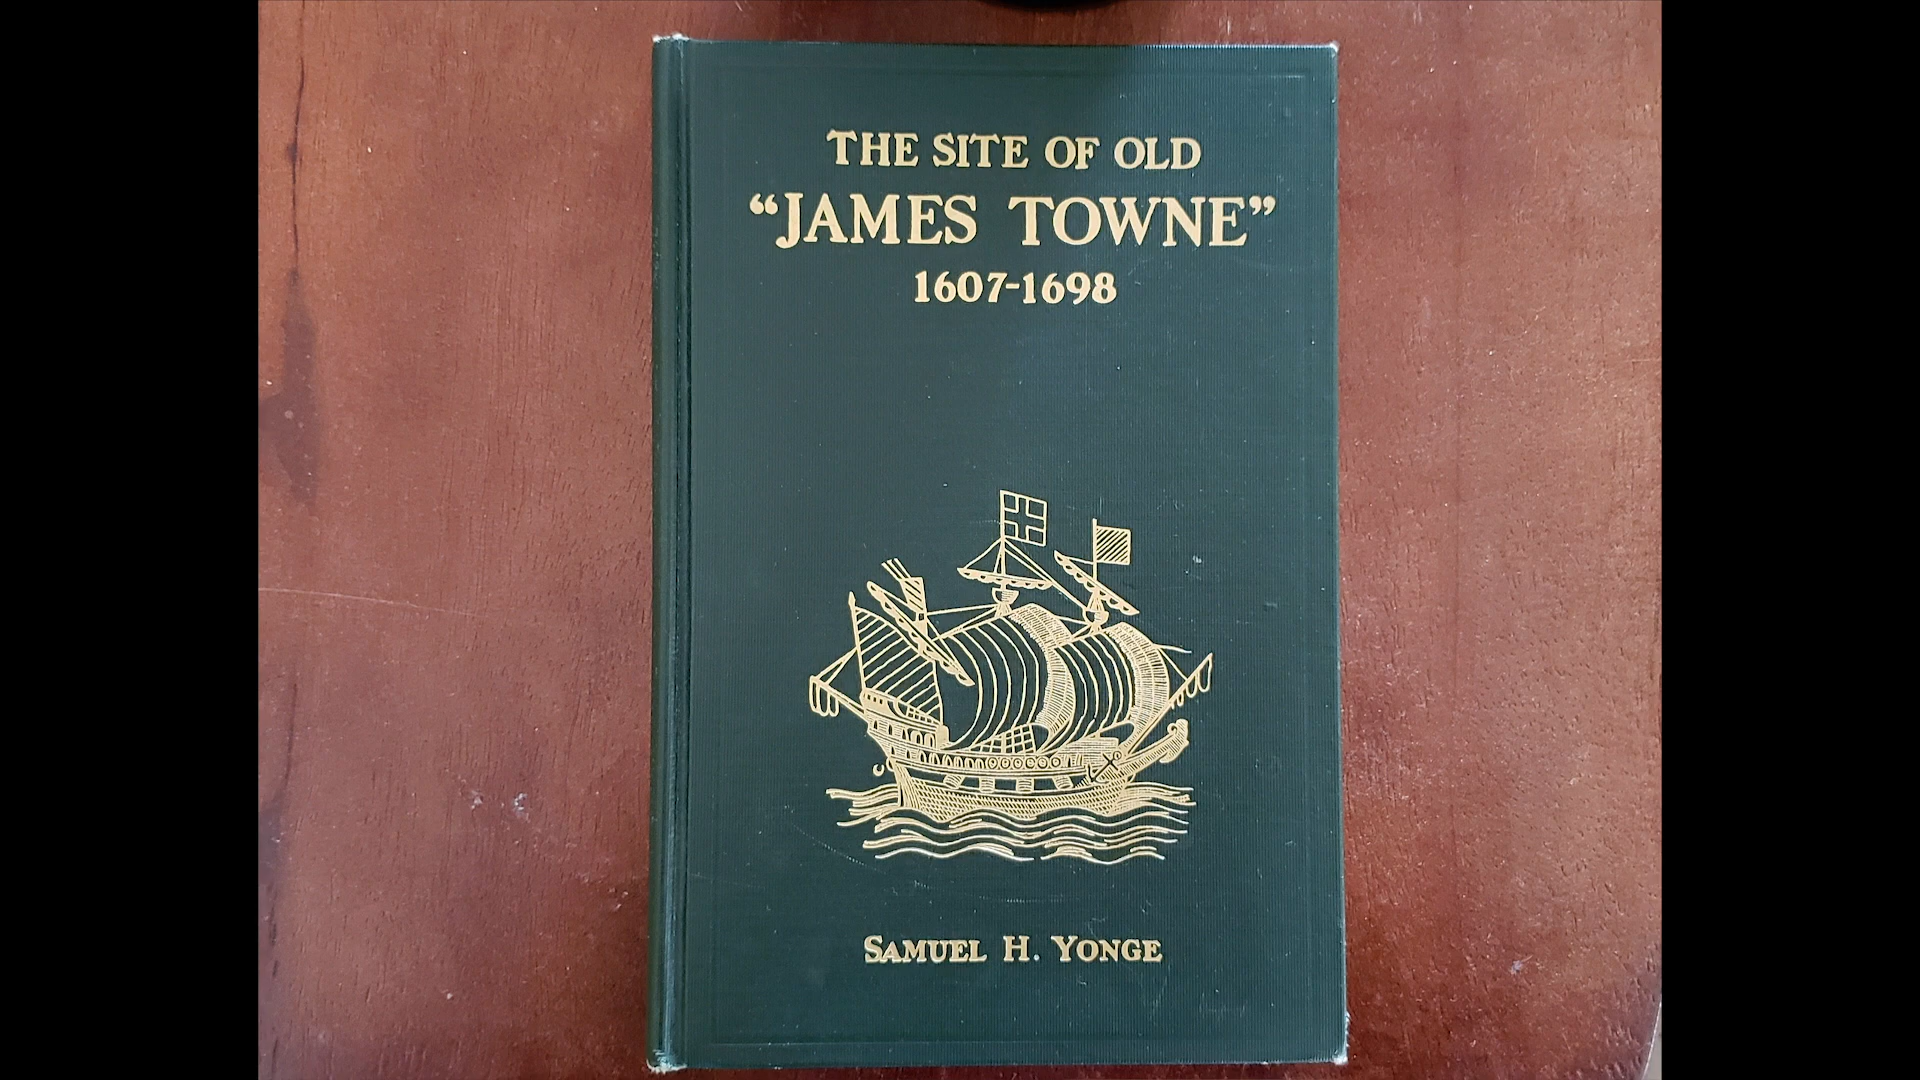 THE SITE OF OLD
“JAMES TOWNE”
1607-1698
SAMUEL H. YONGE